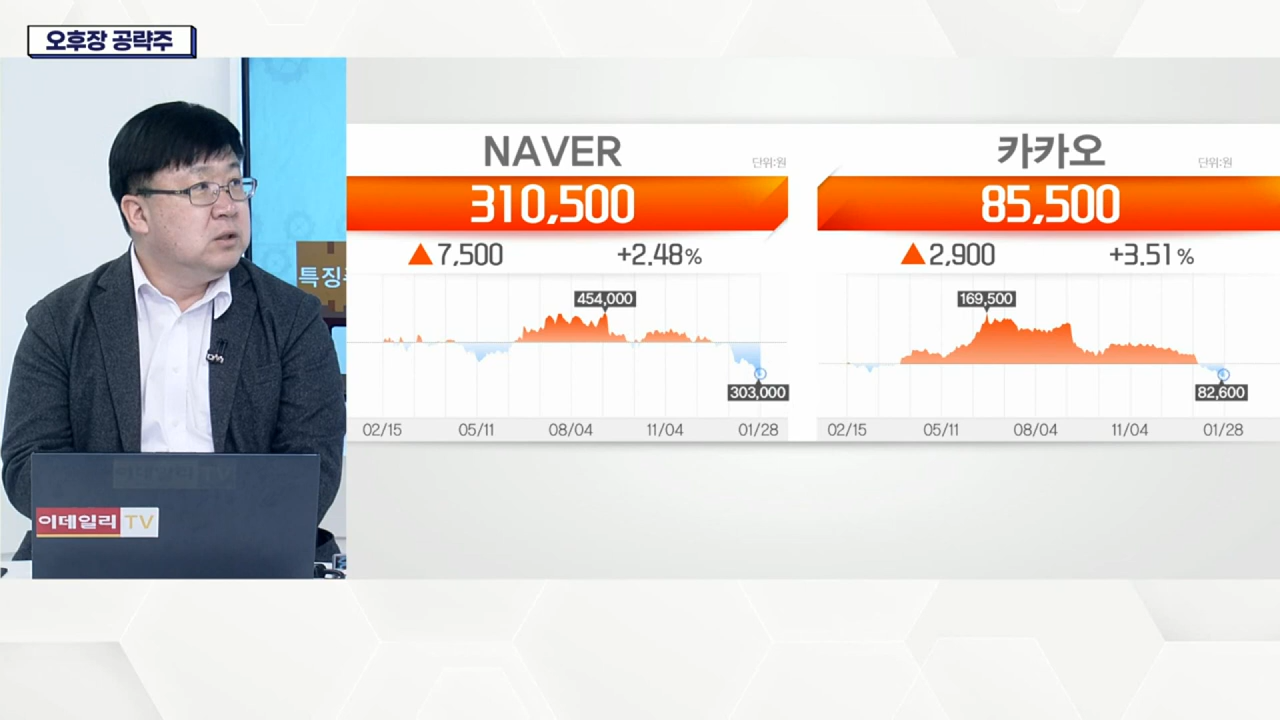 오후장 공략주
NAVER
단위:원
310,500
▲7,500 +2.48%
454,000
303,000
02/15 05/11 08/04 11/04 01/28
카카오
단위:원
85,500
▲2,900 +3.51%
169,500
82,600
02/15 05/11 08/04 11/04 01/28
특징
이데일리TV